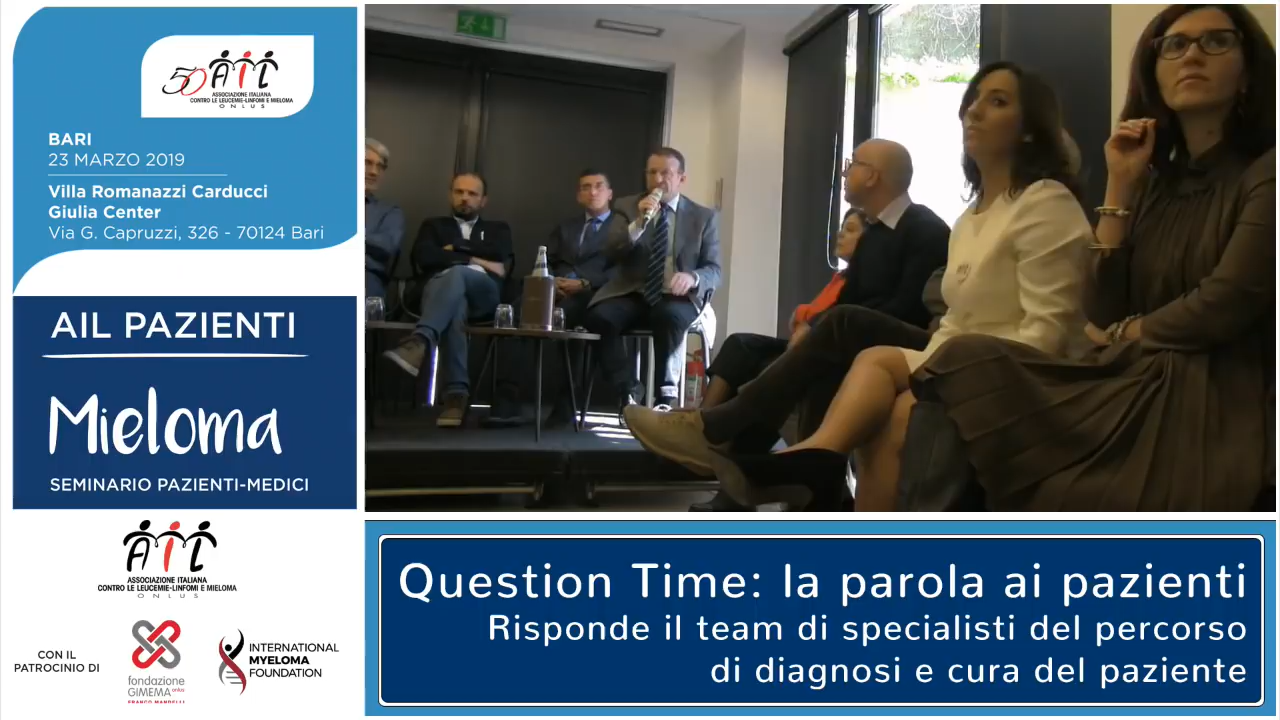 50 AIL
ASSOCIAZIONE ITALIANA
CONTRO LE LEUCEMIE-LINFOMI E MIELOMA
ONLUS
BARI
23 MARZO 2019
Villa Romanazzi Carducci
Giulia Center
Via G. Capruzzi, 326 - 70124 Bari
AIL PAZIENTI
Mieloma
SEMINARIO PAZIENTI-MEDICI
AIL
ASSOCIAZIONE ITALIANA
CONTRO LE LEUCEMIE-LINFOMI E MIELOMA
ONLUS
CON IL
PATROCINIO DI
fondazione
GIMEMA onlus
FRANCO MANDELLI
INTERNATIONAL
MYELOMA
FOUNDATION
Question Time: la parola ai pazienti
Risponde il team di specialisti del percorso
di diagnosi e cura del paziente